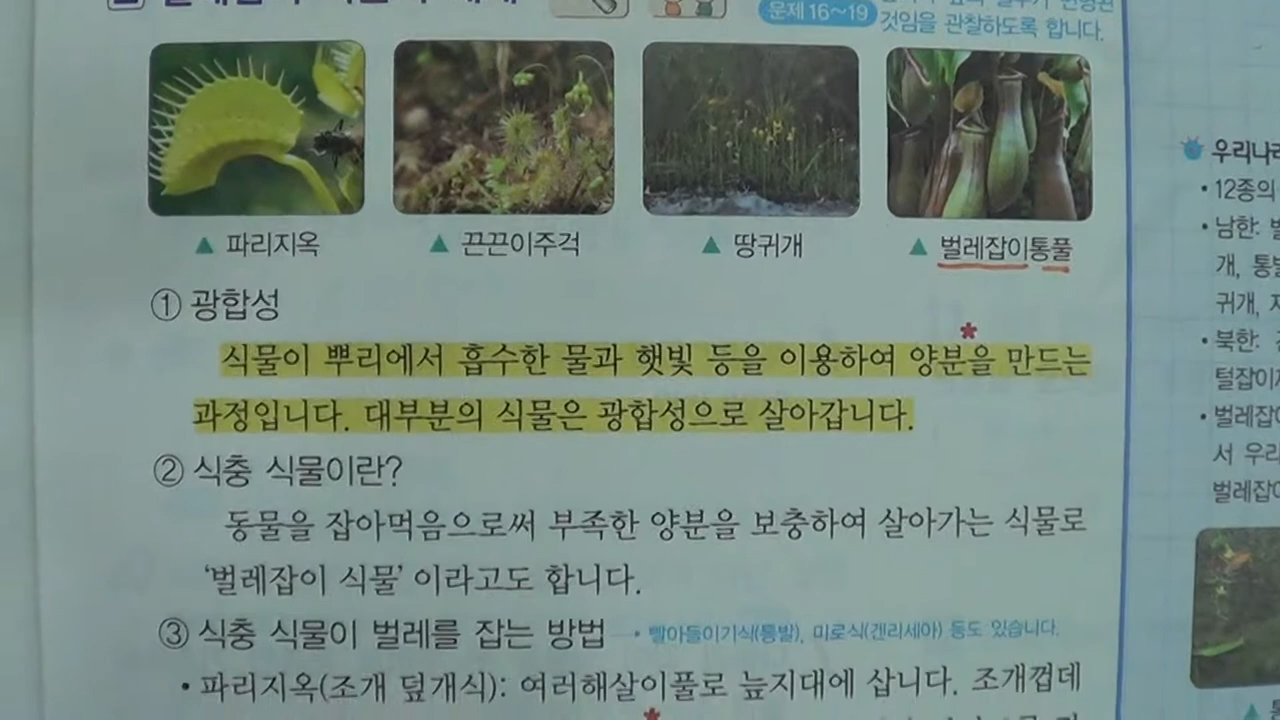 문제 16~19
것임을 관찰하도록 합니다.
▲ 파리지옥
▲ 끈끈이주걱
▲ 땅귀개
▲ 벌레잡이통풀
① 광합성
식물이 뿌리에서 흡수한 물과 햇빛 등을 이용하여 양분을 만드는
과정입니다. 대부분의 식물은 광합성으로 살아갑니다.
② 식충 식물이란?
동물을 잡아먹음으로써 부족한 양분을 보충하여 살아가는 식물로
‘벌레잡이 식물’ 이라고도 합니다.
③ 식충 식물이 벌레를 잡는 방법
• 빨아들이기식(통발), 미로식(겐리세아) 등도 있습니다.
• 파리지옥(조개 덮개식): 여러해살이풀로 늪지대에 삽니다. 조개껍데
우리나라
• 12종의
• 남한:
개,
귀개,
• 북한:
털잡이
• 벌레잡이
서 우리
벌레잡이